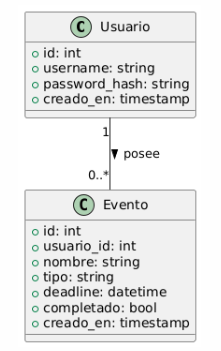 C Usuario
id: int
username: string
password_hash: string
creado_en: timestamp
1
posee
0..*
C Evento
id: int
usuario_id: int
nombre: string
tipo: string
deadline: datetime
completado: bool
creado_en: timestamp